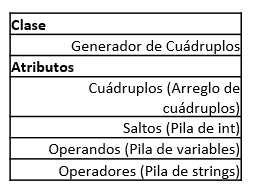 Clase
Generador de Cuádruplos
Atributos
Cuádruplos (Arreglo de
cuádruplos)
Saltos (Pila de int)
Operandos (Pila de variables)
Operadores (Pila de strings)